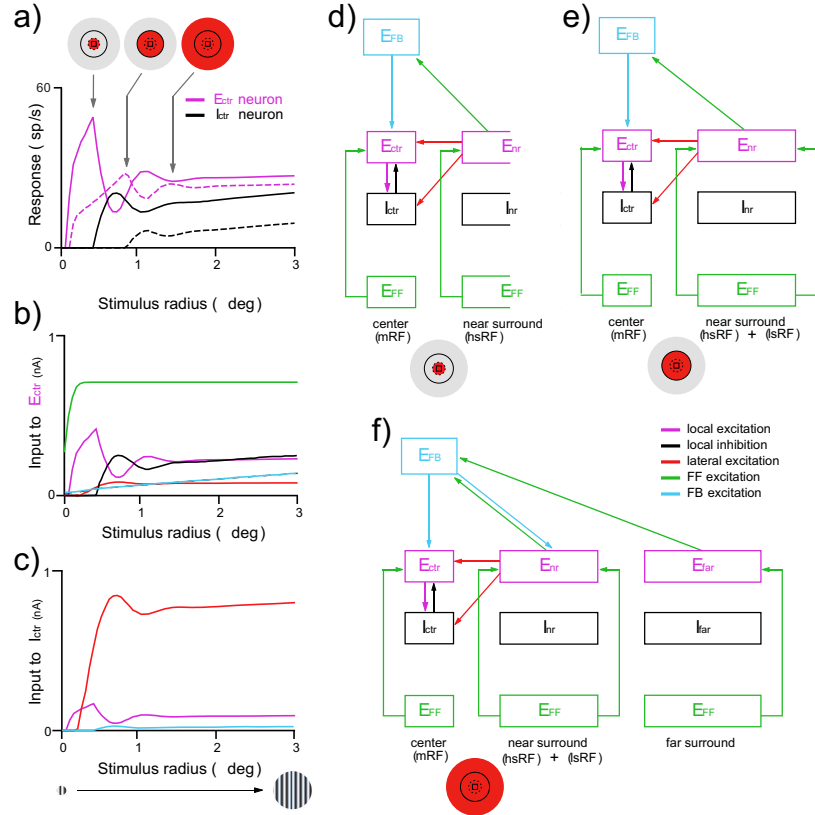 a)
60
Response ( sp/s)
0
Ectr neuron
Ictr neuron
0
1
2
3
Stimulus radius ( deg)
b)
1
Input to Ectr (nA)
0
0
1
2
3
Stimulus radius ( deg)
c)
1
Input to Ictr (nA)
0
0
1
2
3
Stimulus radius ( deg)
d)
EFB
Ectr
Enr
Ictr
Inr
EFF
EFF
center
(mRF)
near surround
(hsRF)
e)
EFB
Ectr
Enr
Ictr
Inr
EFF
EFF
center
(mRF)
near surround
(hsRF) + (lsRF)
f)
local excitation
local inhibition
lateral excitation
FF excitation
FB excitation
EFB
Ectr
Enr
Efar
Ictr
Inr
Ifar
EFF
EFF
EFF
center
(mRF)
near surround
(hsRF) + (lsRF)
far surround